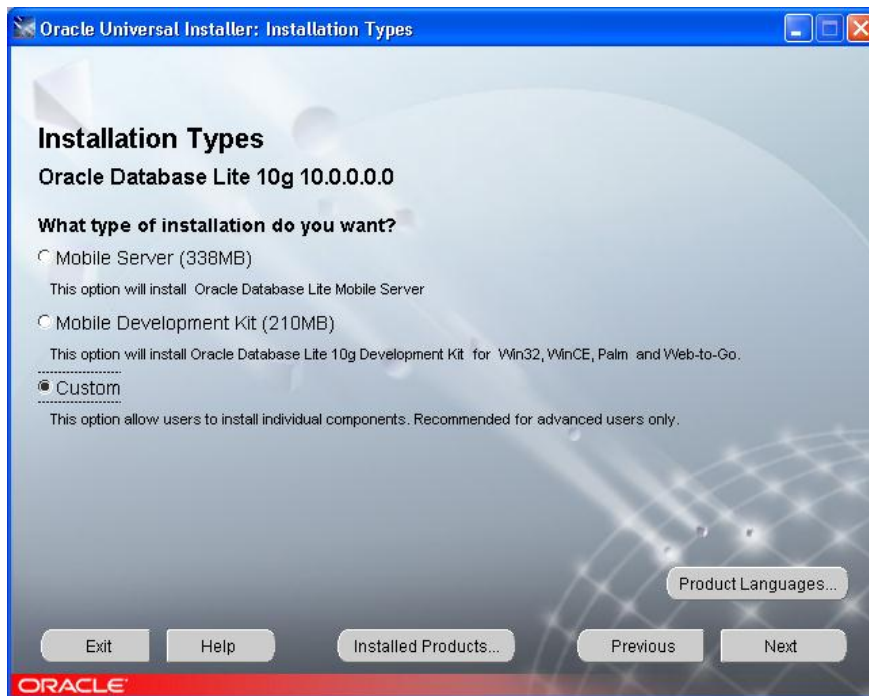 Oracle Universal Installer: Installation Types
Installation Types
Oracle Database Lite 10g 10.0.0.0.0
What type of installation do you want?
Mobile Server (338MB)
This option will install Oracle Database Lite Mobile Server
Mobile Development Kit (210MB)
This option will install Oracle Database Lite 10g Development Kit for Win32, WinCE, Palm and Web-to-Go.
Custom
This option allow users to install individual components. Recommended for advanced users only.
Product Languages...
Exit Help Installed Products... Previous Next
ORACLE